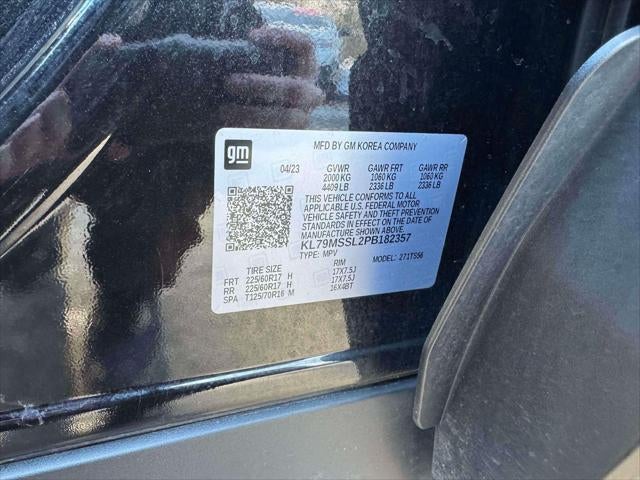 gm
MFD BY GM KOREA COMPANY
04/23 GVWR GAWR FRT GAWR RR
2000 KG 1060 KG 1060 KG
4409 LB 2336 LB 2336 LB
THIS VEHICLE CONFORMS TO ALL
APPLICABLE U.S. FEDERAL MOTOR
VEHICLE SAFETY AND THEFT PREVENTION
STANDARDS IN EFFECT ON THE DATE OF
MANUFACTURE SHOWN ABOVE.
KL79MSSL2PB182357
TYPE: MPV MODEL: 271TS56
TIRE SIZE RIM
FRT 225/60R17 H 17X7.5J
RR 225/60R17 H 17X7.5J
SPA T125/70R16 M 16X4BT